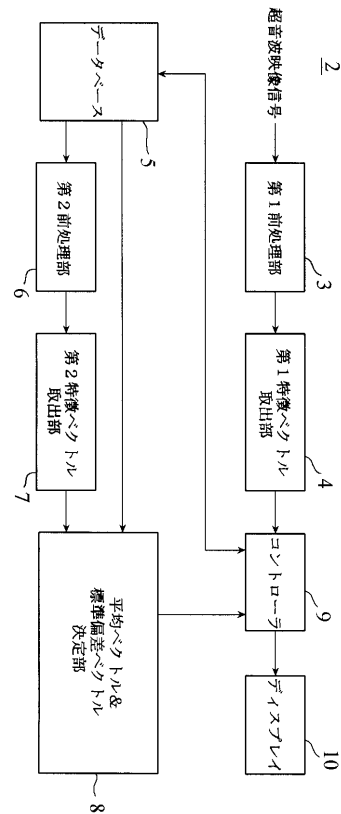 2
超音波映像信号
第1前処理部
3
第1特徴ベクトル
取出部
4
コントローラ
9
ディスプレイ
10
データベース
5
第2前処理部
6
第2特徴ベクトル
取出部
7
平均ベクトル&
標準偏差ベクトル
決定部
8